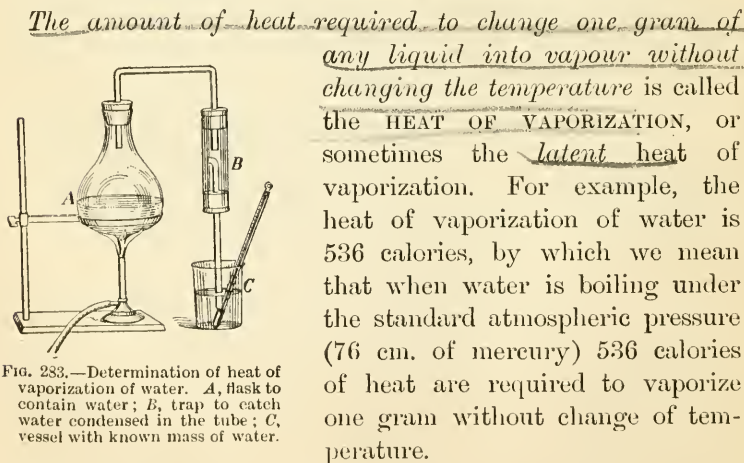 The amount of heat required to change one gram of
any liquid into vapour without
changing the temperature is called
the HEAT OF VAPORIZATION, or
sometimes the latent heat of
vaporization. For example, the
heat of vaporization of water is
536 calories, by which we mean
that when water is boiling under
the standard atmospheric pressure
(76 cm. of mercury) 536 calories
of heat are required to vaporize
one gram without change of tem-
perature.
A
B
C
FIG. 283.—Determination of heat of
vaporization of water. A, flask to
contain water; B, trap to catch
water condensed in the tube; C,
vessel with known mass of water.